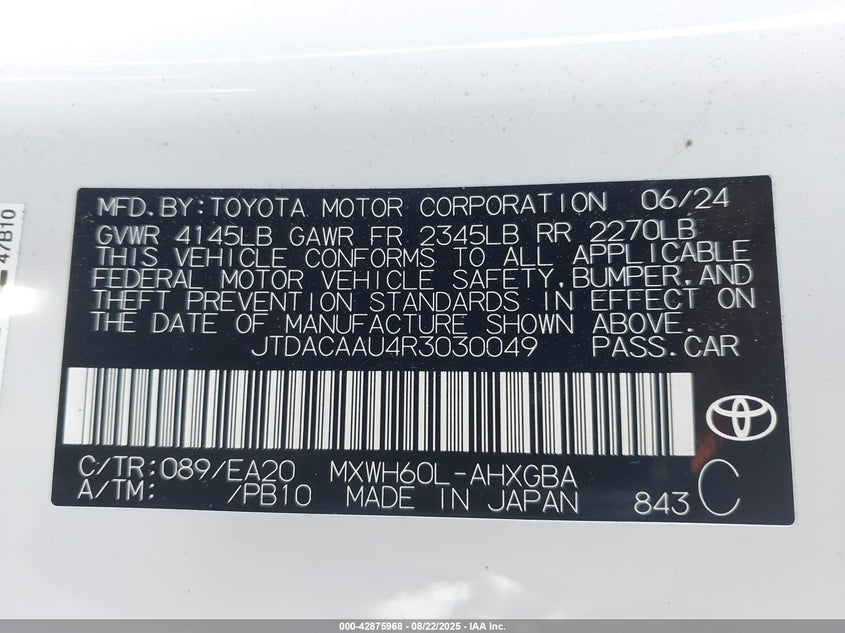 47B10
MFD.BY:TOYOTA MOTOR CORPORATION 06/24
GVWR 4145LB GAWR FR 2345LB RR 2270LB
THIS VEHICLE CONFORMS TO ALL APPLICABLE
FEDERAL MOTOR VEHICLE SAFETY,BUMPER,AND
THEFT PREVENTION STANDARDS IN EFFECT ON
THE DATE OF MANUFACTURE SHOWN ABOVE.
JTDACAAU4R3030049 PASS.CAR
C/TR:089/EA20 MXWH60L-AHXGBA
A/TM: /PB10 MADE IN JAPAN 843 C
000-42875968 - 08/22/2025 - IAA Inc.